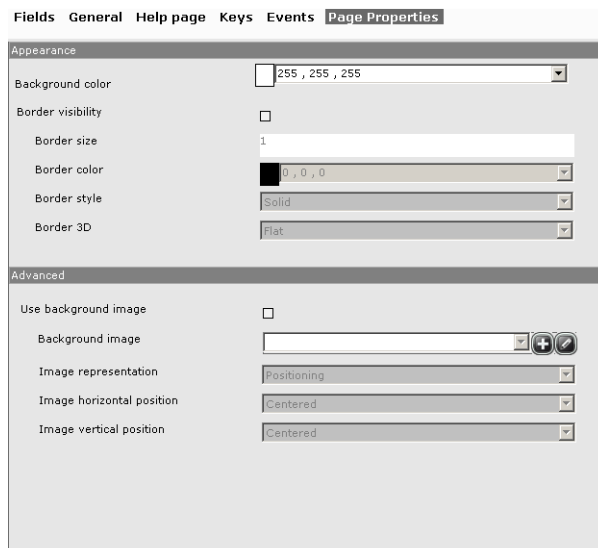 Fields General Help page Keys Events Page Properties
Appearance
Background color 255 , 255 , 255
Border visibility
Border size 1
Border color 0 , 0 , 0
Border style Solid
Border 3D Flat
Advanced
Use background image
Background image
Image representation Positioning
Image horizontal position Centered
Image vertical position Centered